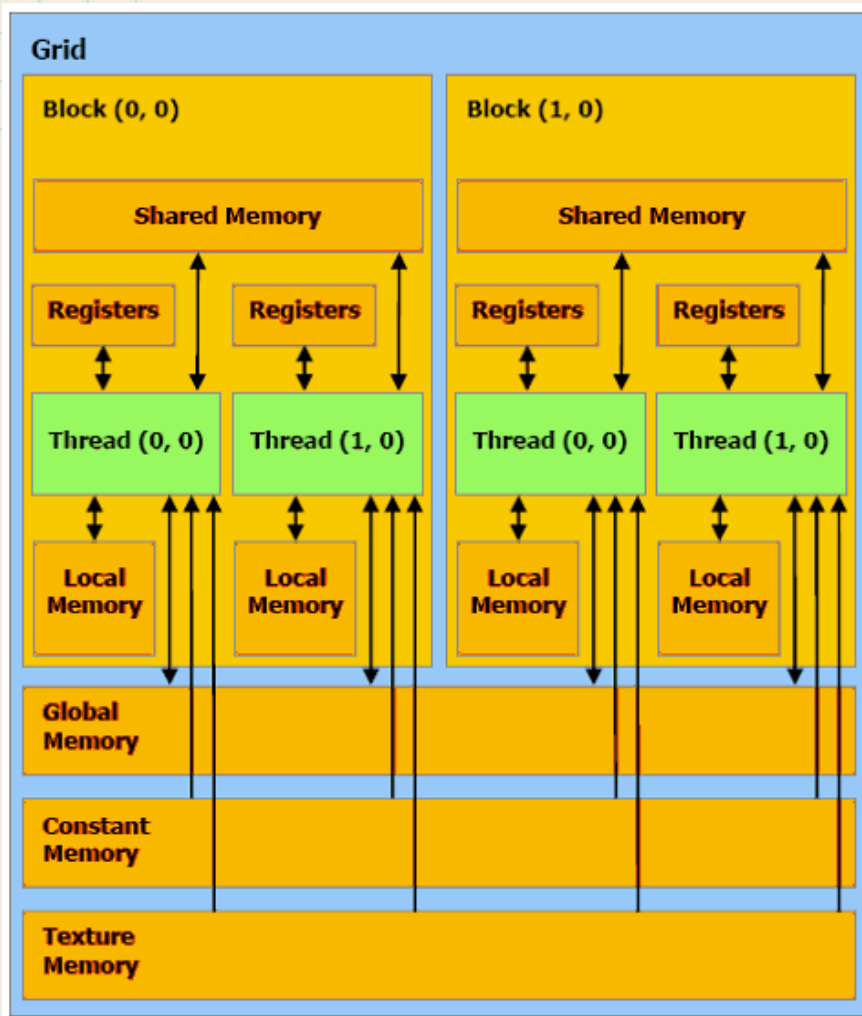 Grid
Block (0, 0)
Block (1, 0)
Shared Memory
Shared Memory
Registers
Registers
Registers
Registers
Thread (0, 0)
Thread (1, 0)
Thread (0, 0)
Thread (1, 0)
Local
Memory
Local
Memory
Local
Memory
Local
Memory
Global
Memory
Constant
Memory
Texture
Memory